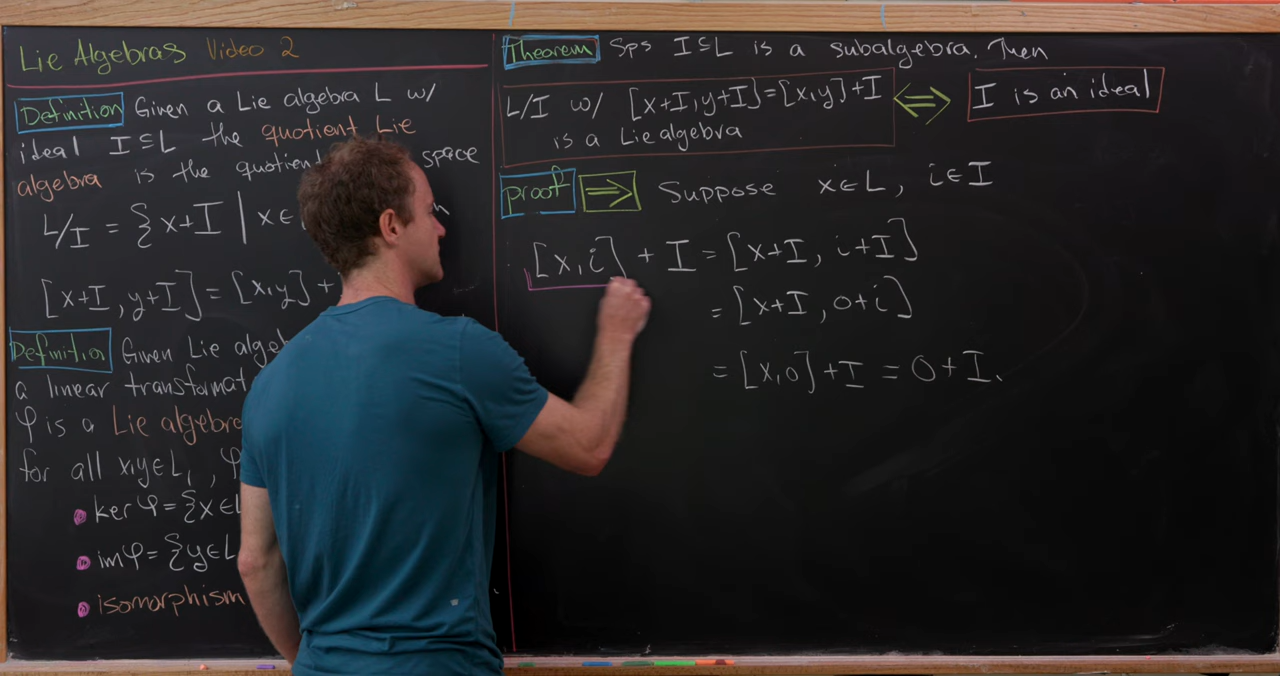 Lie Algebras Video 2
Definition Given a Lie algebra L w/
ideal I ⊆ L the quotient Lie
algebra is the quotient space
L/I = { x+I | x ∈
[x+I, y+I] = [x,y] +
Definition Given Lie
a linear
φ is a Lie algebra
for all x,y ∈ L,
• ker φ = {x ∈
• im φ = {y ∈ L
• isomorphism
Theorem Sps I ⊆ L is a subalgebra. Then
L/I w/ [x+I, y+I] = [x,y] + I ⟺ I is an ideal
is a Lie algebra
proof ⟹ Suppose x ∈ L, i ∈ I
[x,i] + I = [x+I, i+I]
= [x+I, 0+i]
= [x,0] + I = 0 + I.